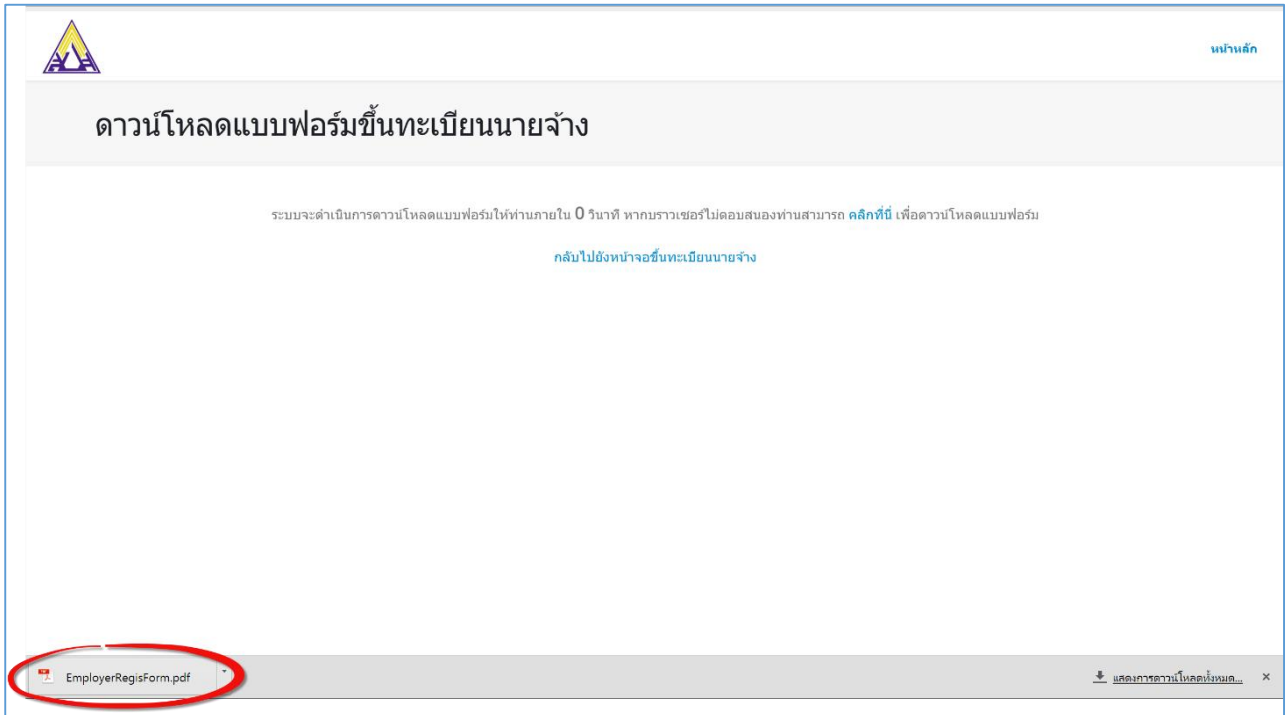 หน้าหลัก
ดาวน์โหลดแบบฟอร์มขึ้นทะเบียนนายจ้าง
ระบบจะดำเนินการดาวน์โหลดแบบฟอร์มให้ท่านภายใน 0 วินาที หากบราวเซอร์ไม่ตอบสนองท่านสามารถ คลิกที่นี่ เพื่อดาวน์โหลดแบบฟอร์ม
กลับไปยังหน้าจอขึ้นทะเบียนนายจ้าง
EmployerRegisForm.pdf
แสดงการดาวน์โหลดทั้งหมด...